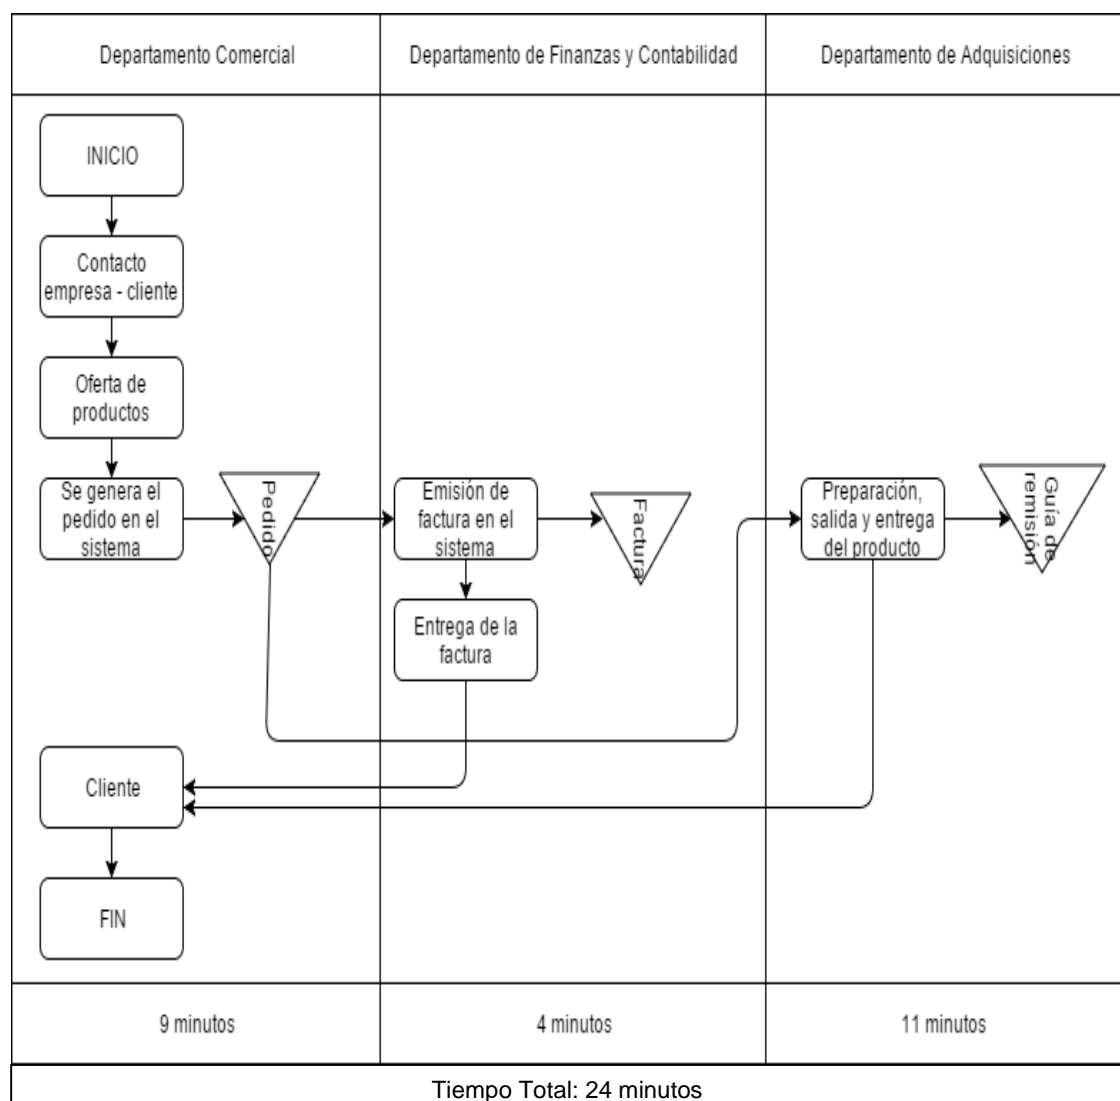 Departamento Comercial
Departamento de Finanzas y Contabilidad
Departamento de Adquisiciones
INICIO
Contacto
empresa - cliente
Oferta de
productos
Se genera el
pedido en el
sistema
Pedido
Emisión de
factura en el
sistema
Factura
Entrega de la
factura
Preparación,
salida y entrega
del producto
Guía de
remisión
Cliente
FIN
9 minutos
4 minutos
11 minutos
Tiempo Total: 24 minutos